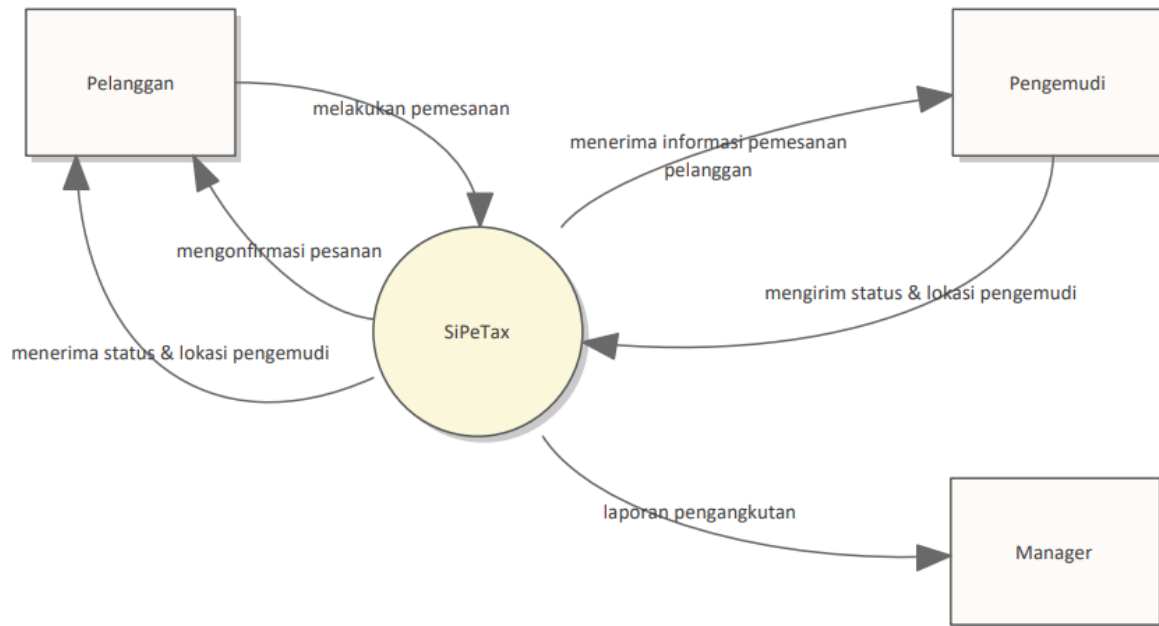 Pelanggan
Pengemudi
melakukan pemesanan
menerima informasi pemesanan
pelanggan
mengonfirmasi pesanan
mengirim status & lokasi pengemudi
SiPeTax
menerima status & lokasi pengemudi
laporan pengangkutan
Manager